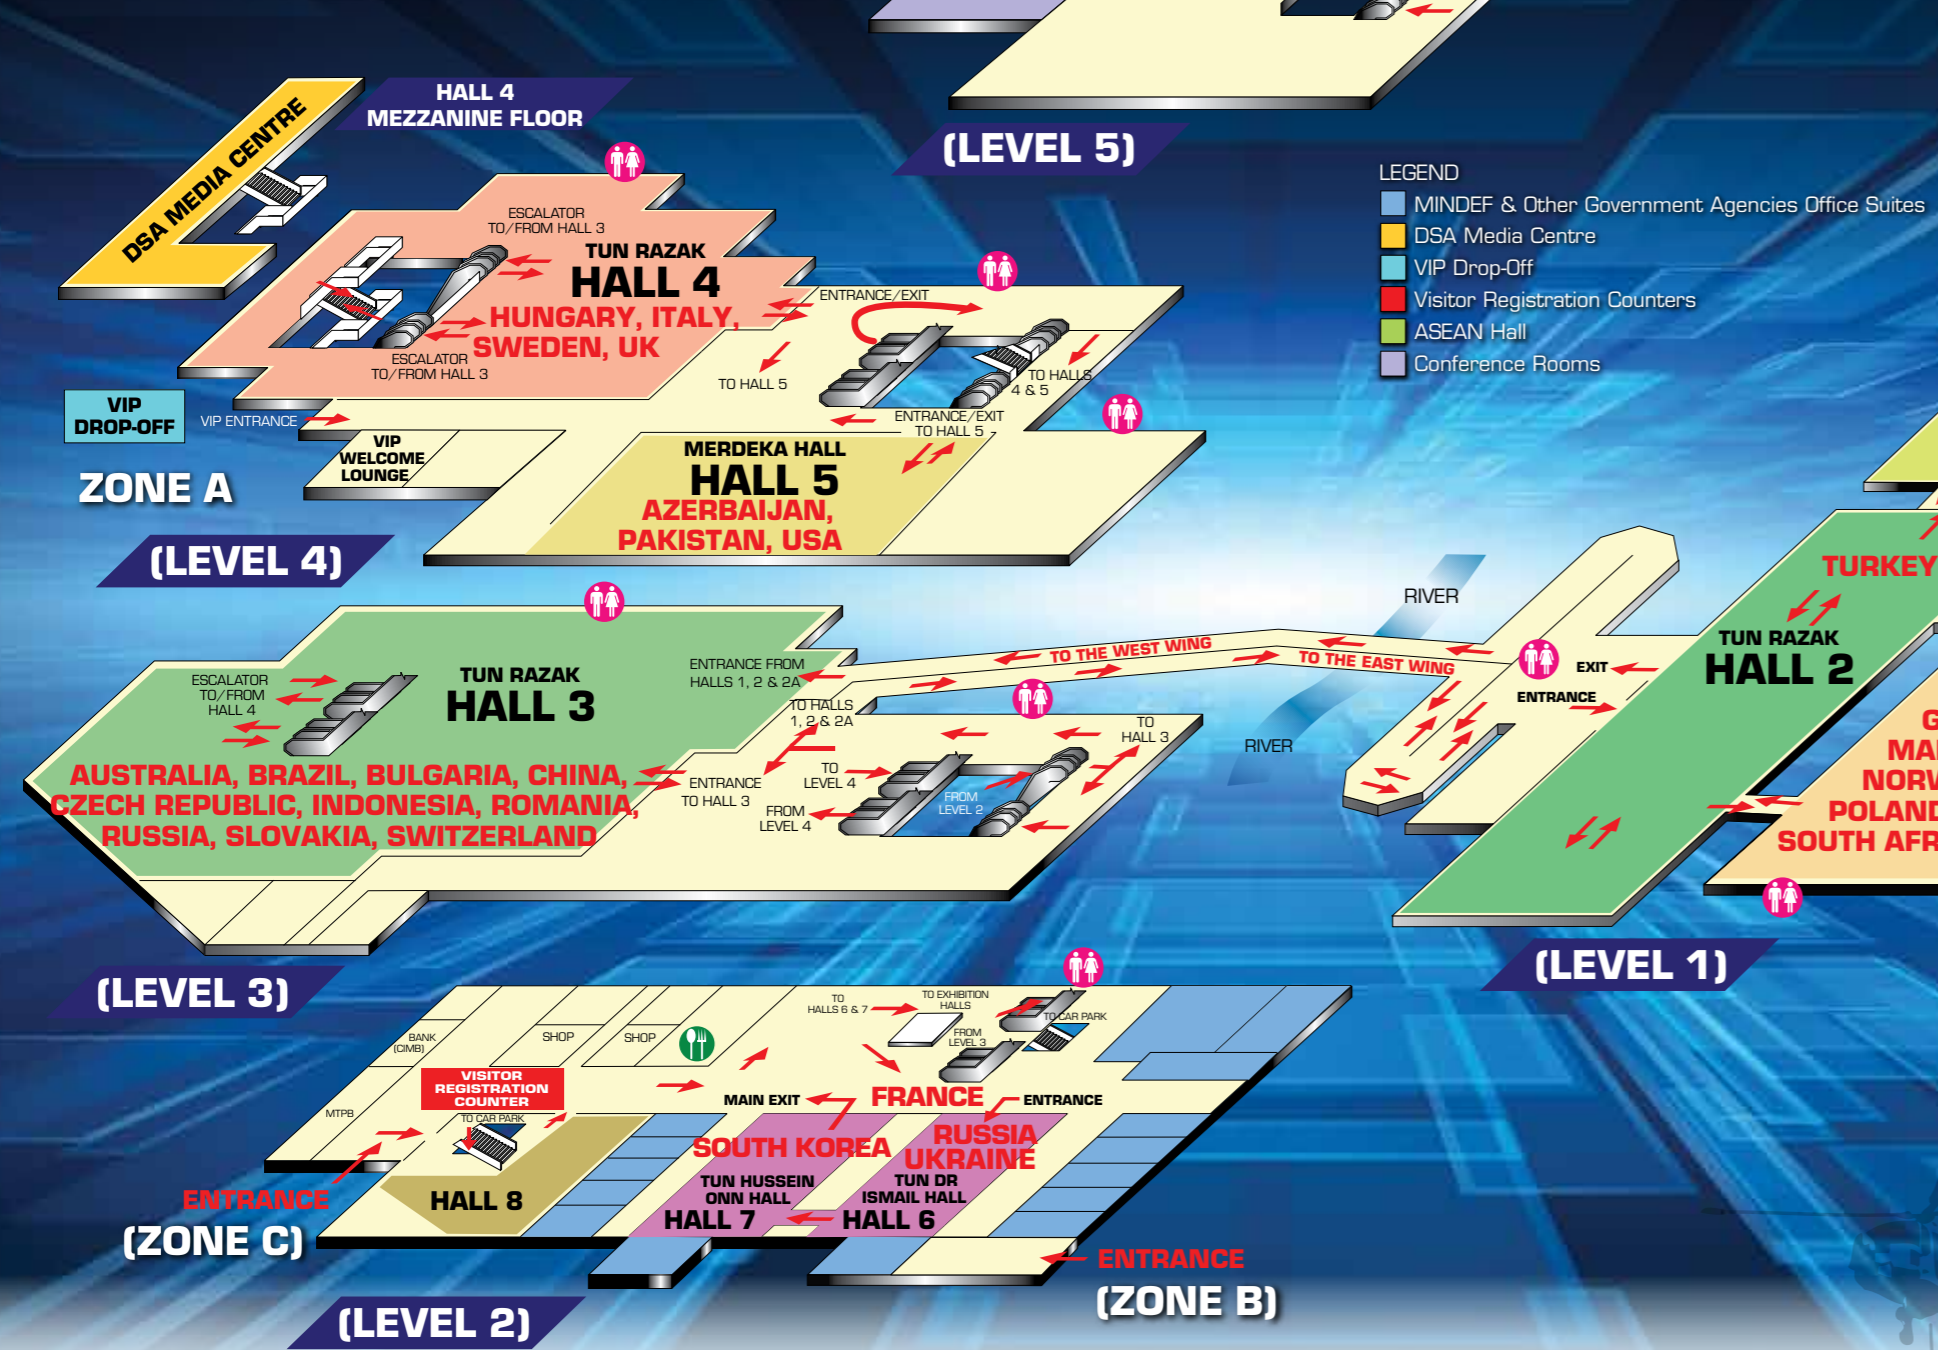 HALL 4
MEZZANINE FLOOR
DSA MEDIA CENTRE
(LEVEL 5)
LEGEND
MINDEF & Other Government Agencies Office Suites
DSA Media Centre
VIP Drop-Off
Visitor Registration Counters
ASEAN Hall
Conference Rooms
ESCALATOR
TO/FROM HALL 3
TUN RAZAK
HALL 4
HUNGARY, ITALY,
SWEDEN, UK
ESCALATOR
TO/FROM HALL 3
ENTRANCE/EXIT
TO HALL 5
TO HALLS
4 & 5
ENTRANCE/EXIT
TO HALL 5
VIP
DROP-OFF
VIP ENTRANCE
VIP
WELCOME
LOUNGE
ZONE A
MERDEKA HALL
HALL 5
AZERBAIJAN,
PAKISTAN, USA
(LEVEL 4)
RIVER
RIVER
TO THE WEST WING
TO THE EAST WING
EXIT
ENTRANCE
TURKEY
TUN RAZAK
HALL 2
G
MA
NORW
POLAND
SOUTH AFR
(LEVEL 1)
ESCALATOR
TO/FROM
HALL 4
TUN RAZAK
HALL 3
ENTRANCE FROM
HALLS 1, 2 & 2A
TO HALLS
1, 2 & 2A
TO
HALL 3
AUSTRALIA, BRAZIL, BULGARIA, CHINA,
CZECH REPUBLIC, INDONESIA, ROMANIA,
RUSSIA, SLOVAKIA, SWITZERLAND
ENTRANCE
TO HALL 3
TO
LEVEL 4
FROM
LEVEL 4
FROM
LEVEL 2
(LEVEL 3)
BANK
(CIMB)
SHOP
SHOP
TO
HALLS 6 & 7
TO EXHIBITION
HALLS
TO CAR PARK
FROM
LEVEL 3
VISITOR
REGISTRATION
COUNTER
MTPB
TO CAR PARK
MAIN EXIT
FRANCE
ENTRANCE
SOUTH KOREA
RUSSIA
UKRAINE
TUN HUSSEIN
ONN HALL
HALL 7
TUN DR
ISMAIL HALL
HALL 6
HALL 8
ENTRANCE
(ZONE C)
ENTRANCE
(ZONE B)
(LEVEL 2)